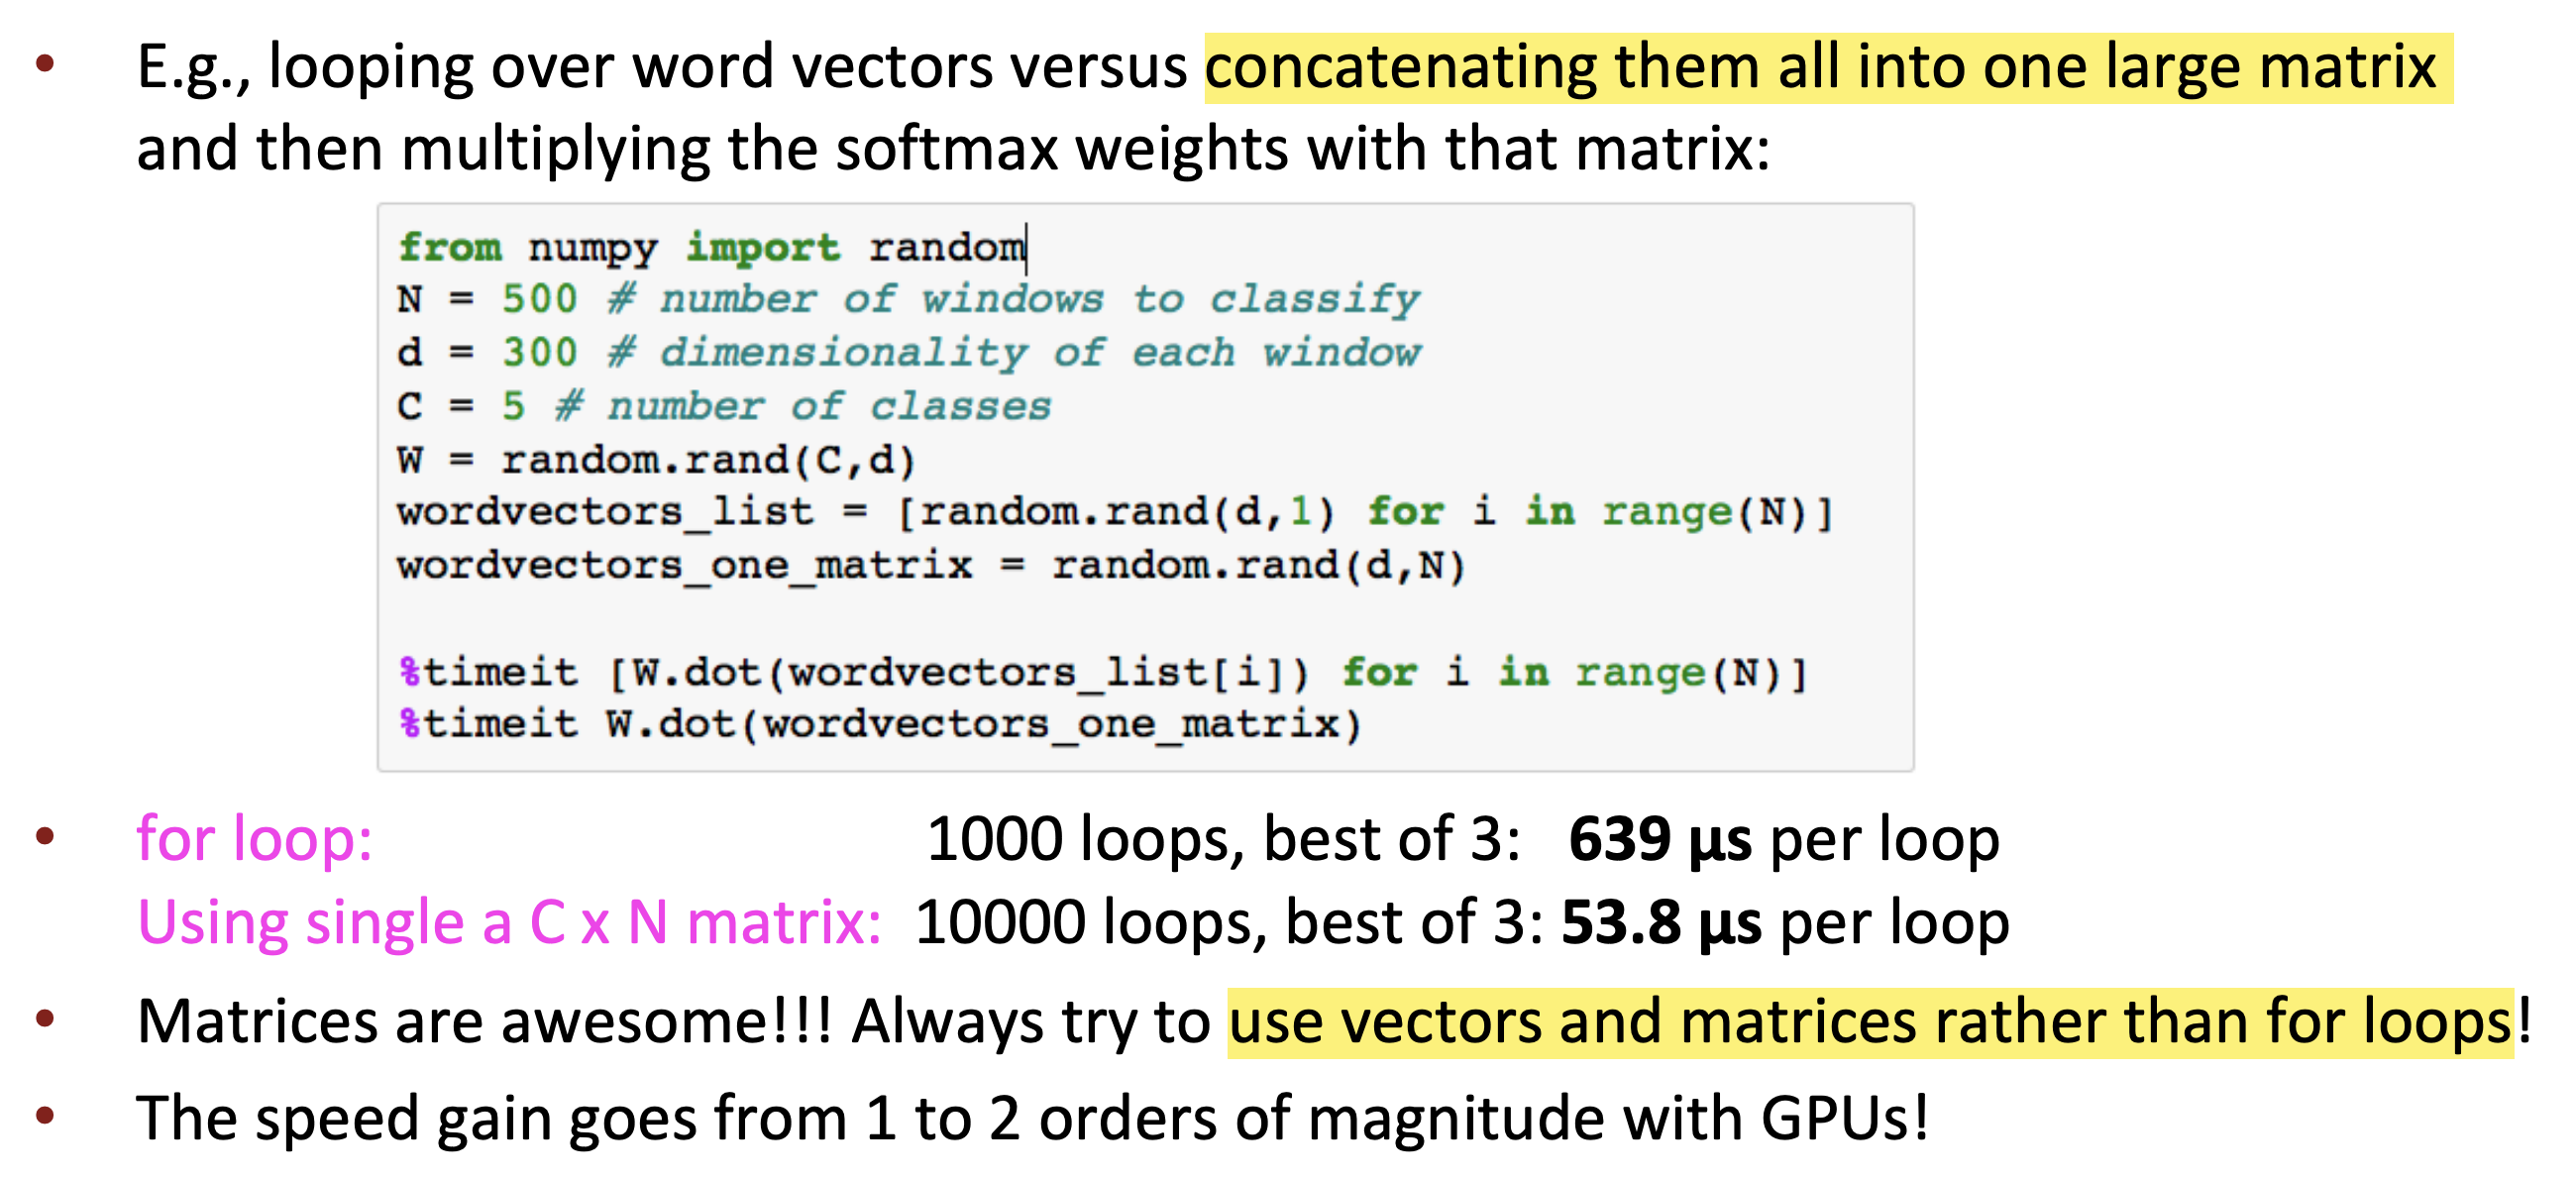 • E.g., looping over word vectors versus concatenating them all into one large matrix
and then multiplying the softmax weights with that matrix:
from numpy import random
N = 500 # number of windows to classify
d = 300 # dimensionality of each window
C = 5 # number of classes
W = random.rand(C,d)
wordvectors_list = [random.rand(d,1) for i in range(N)]
wordvectors_one_matrix = random.rand(d,N)
%timeit [W.dot(wordvectors_list[i]) for i in range(N)]
%timeit W.dot(wordvectors_one_matrix)
• for loop: 1000 loops, best of 3: 639 µs per loop
Using single a C x N matrix: 10000 loops, best of 3: 53.8 µs per loop
• Matrices are awesome!!! Always try to use vectors and matrices rather than for loops!
• The speed gain goes from 1 to 2 orders of magnitude with GPUs!